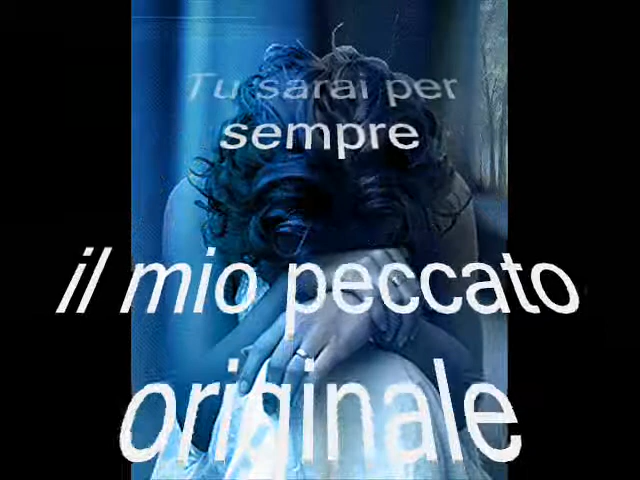 Tu sarai per
sempre
il mio peccato
originale